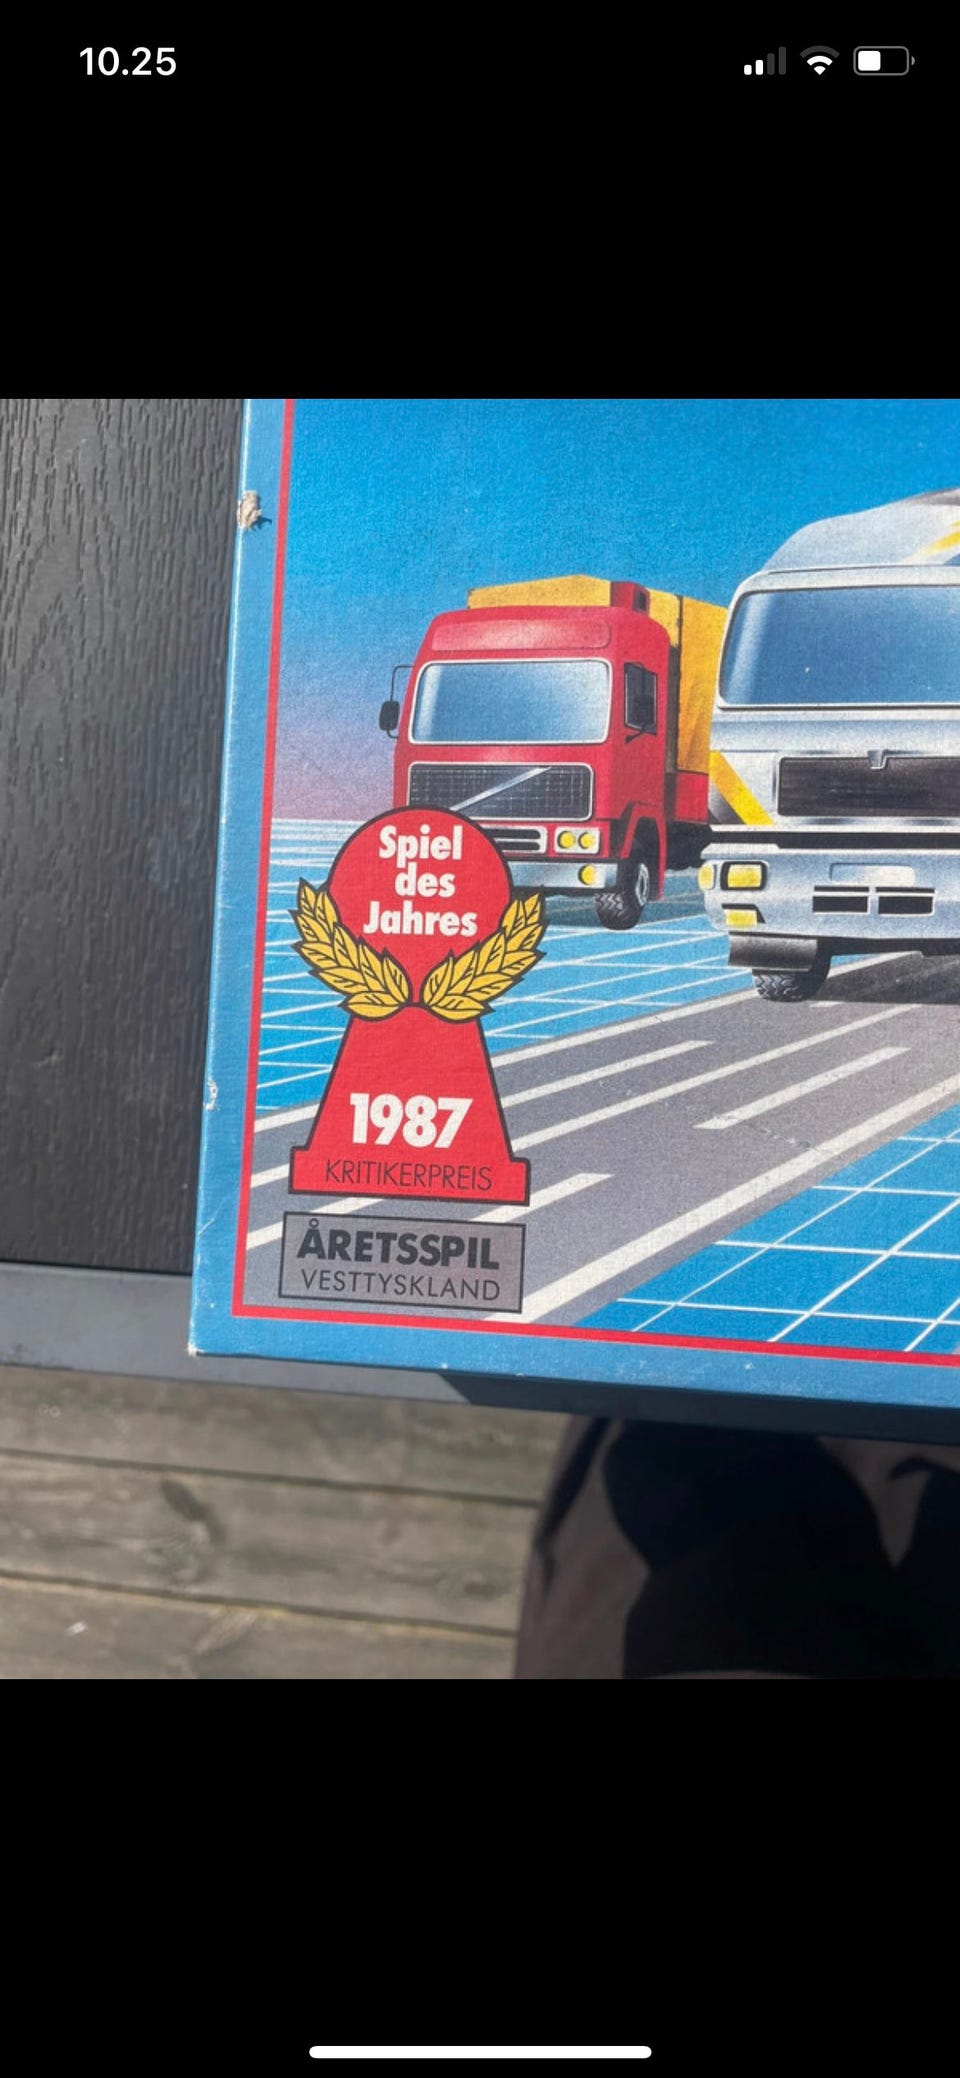 10.25
Spiel
des
Jahres
1987
KRITIKERPREIS
ÅRETSSPIL
VESTTYSKLAND